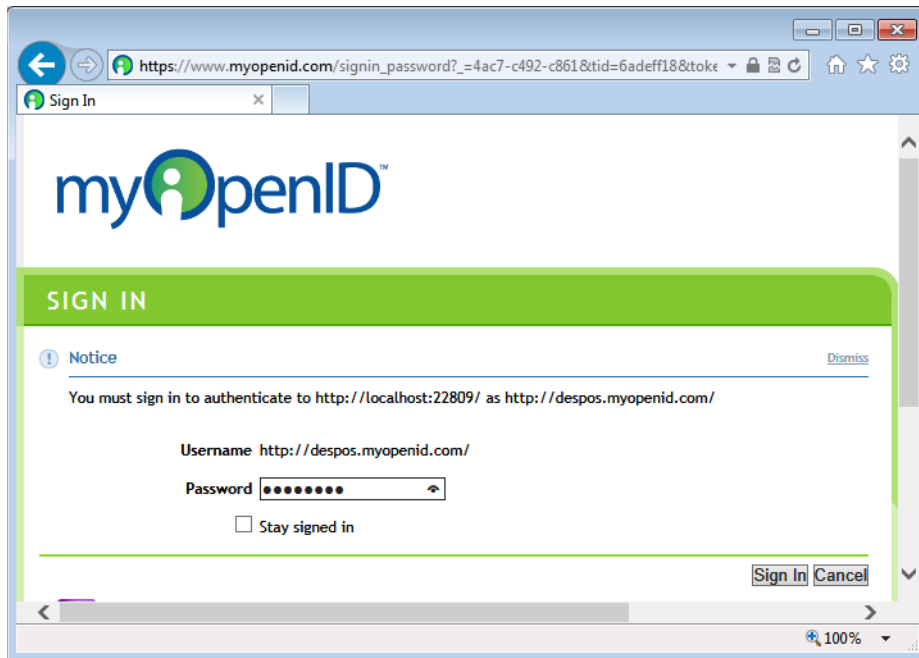 https://www.myopenid.com/signin_password?_=4ac7-c492-c861&tid=6adeff18&toke
Sign In
myOpenID™
SIGN IN
Notice
Dismiss
You must sign in to authenticate to http://localhost:22809/ as http://despos.myopenid.com/
Username http://despos.myopenid.com/
Password ●●●●●●●●
Stay signed in
Sign In Cancel
100%